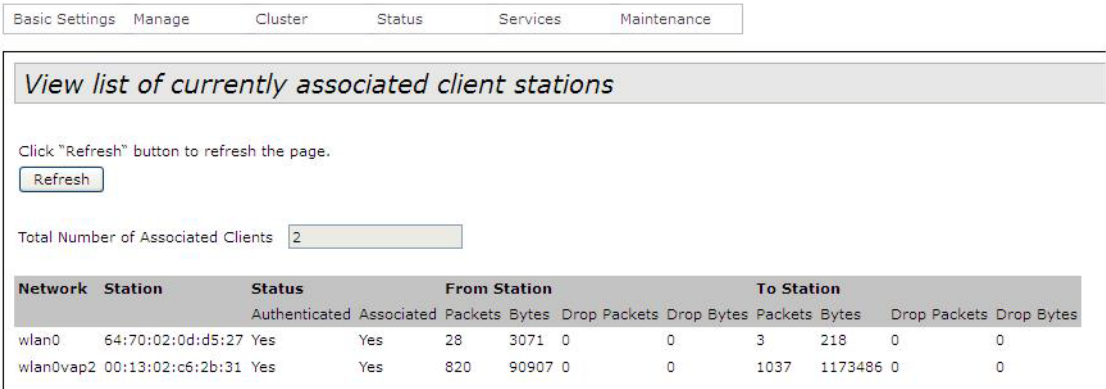 Basic Settings Manage Cluster Status Services Maintenance
View list of currently associated client stations
Click "Refresh" button to refresh the page.
Refresh
Total Number of Associated Clients 2
Network Station Status From Station To Station
Authenticated Associated Packets Bytes Drop Packets Drop Bytes Packets Bytes Drop Packets Drop Bytes
wlan0 64:70:02:0d:d5:27 Yes Yes 28 3071 0 0 3 218 0 0
wlan0vap2 00:13:02:c6:2b:31 Yes Yes 820 90907 0 0 1037 1173486 0 0